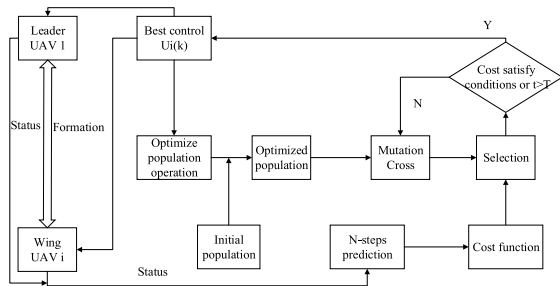 Leader
UAV 1
Best control
Ui(k)
Y
Cost satisfy
conditions or t>T
N
Status
Formation
Optimize
population
operation
Optimized
population
Mutation
Cross
Selection
Wing
UAV i
Initial
population
N-steps
prediction
Cost function
Status